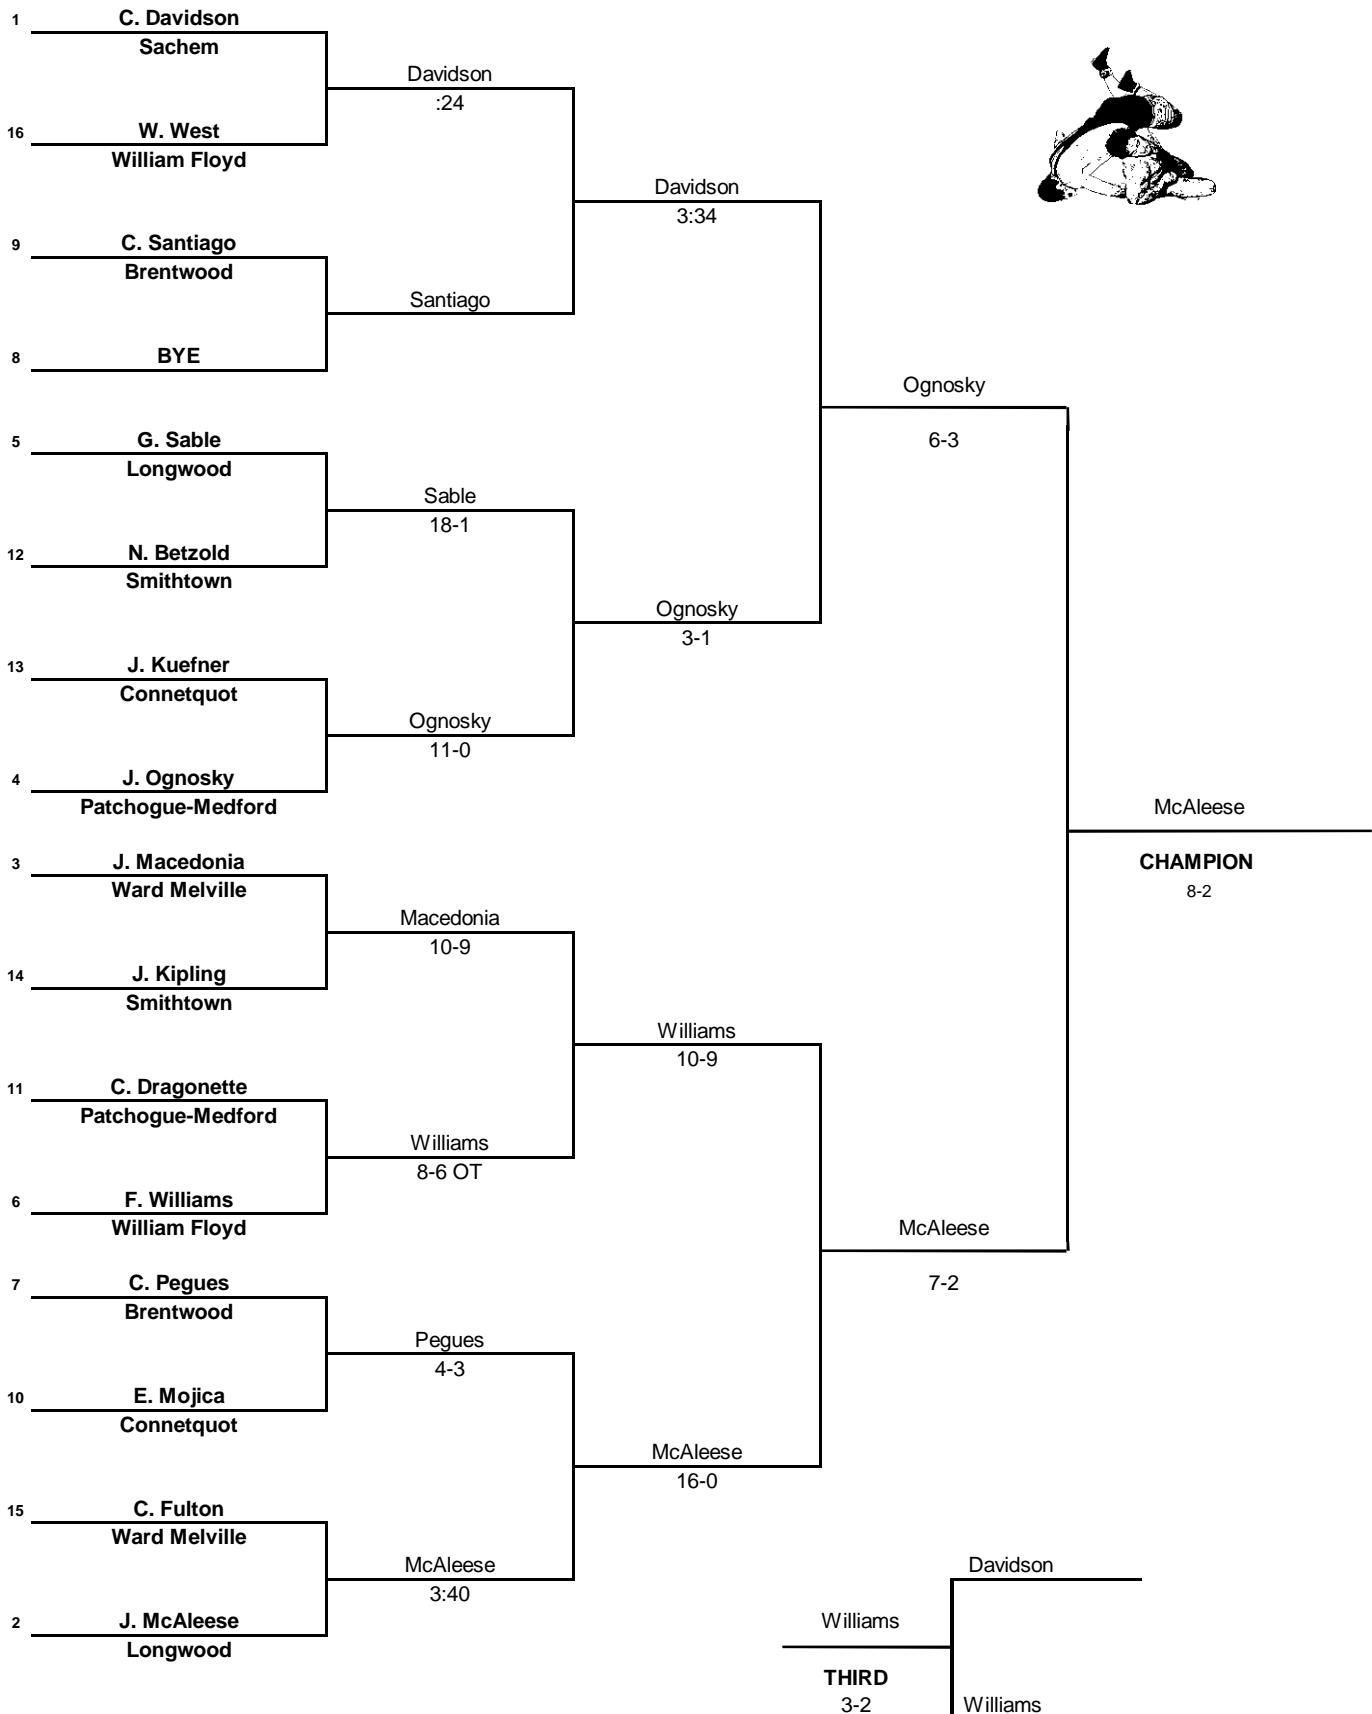 1 C. Davidson
Sachem
16 W. West
William Floyd
9 C. Santiago
Brentwood
8 BYE
5 G. Sable
Longwood
12 N. Betzold
Smithtown
13 J. Kuefner
Connetquot
4 J. Ognosky
Patchogue-Medford
3 J. Macedonia
Ward Melville
14 J. Kipling
Smithtown
11 C. Dragonette
Patchogue-Medford
6 F. Williams
William Floyd
7 C. Pegues
Brentwood
10 E. Mojica
Connetquot
15 C. Fulton
Ward Melville
2 J. McAleese
Longwood
Davidson
:24
Santiago
Sable
18-1
Ognosky
11-0
Macedonia
10-9
Williams
8-6 OT
Pegues
4-3
McAleese
3:40
Davidson
3:34
Ognosky
3-1
Williams
10-9
McAleese
16-0
Ognosky
6-3
McAleese
7-2
McAleese
CHAMPION
8-2
Davidson
Williams
THIRD
3-2
Williams